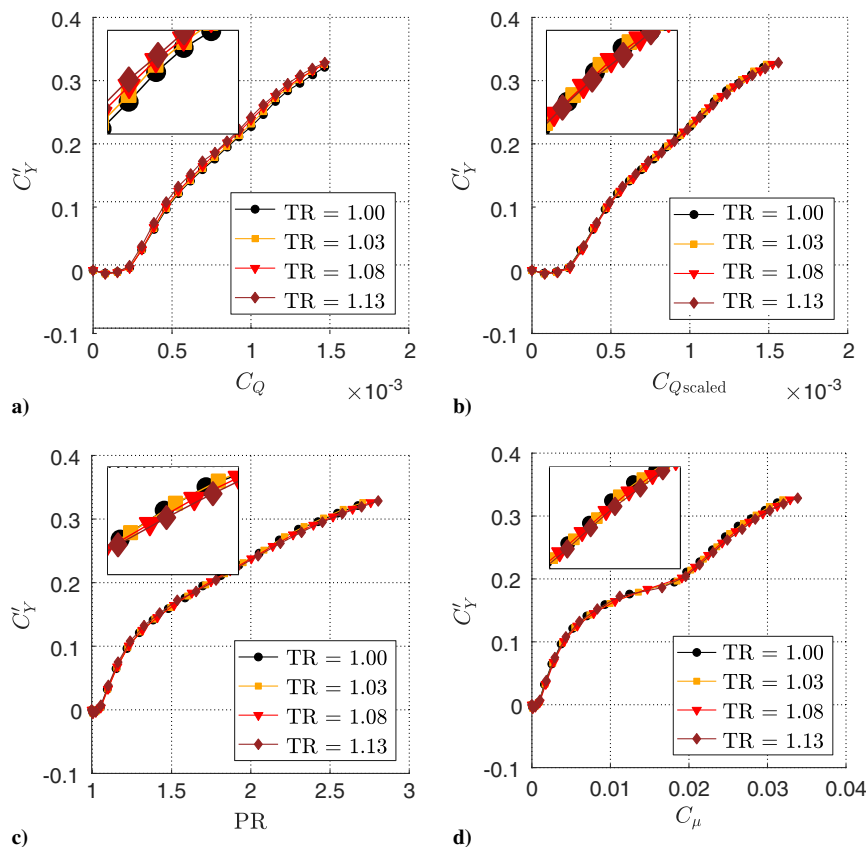 0.4
0.3
0.2
0.1
0
-0.1
C'_Y
TR = 1.00
TR = 1.03
TR = 1.08
TR = 1.13
0 0.5 1 1.5 2
C_Q
×10⁻³
a)
0.4
0.3
0.2
0.1
0
-0.1
C'_Y
TR = 1.00
TR = 1.03
TR = 1.08
TR = 1.13
0 0.5 1 1.5 2
C_Q scaled
×10⁻³
b)
0.4
0.3
0.2
0.1
0
-0.1
C'_Y
TR = 1.00
TR = 1.03
TR = 1.08
TR = 1.13
1 1.5 2 2.5 3
PR
c)
0.4
0.3
0.2
0.1
0
-0.1
C'_Y
TR = 1.00
TR = 1.03
TR = 1.08
TR = 1.13
0 0.01 0.02 0.03 0.04
C_μ
d)